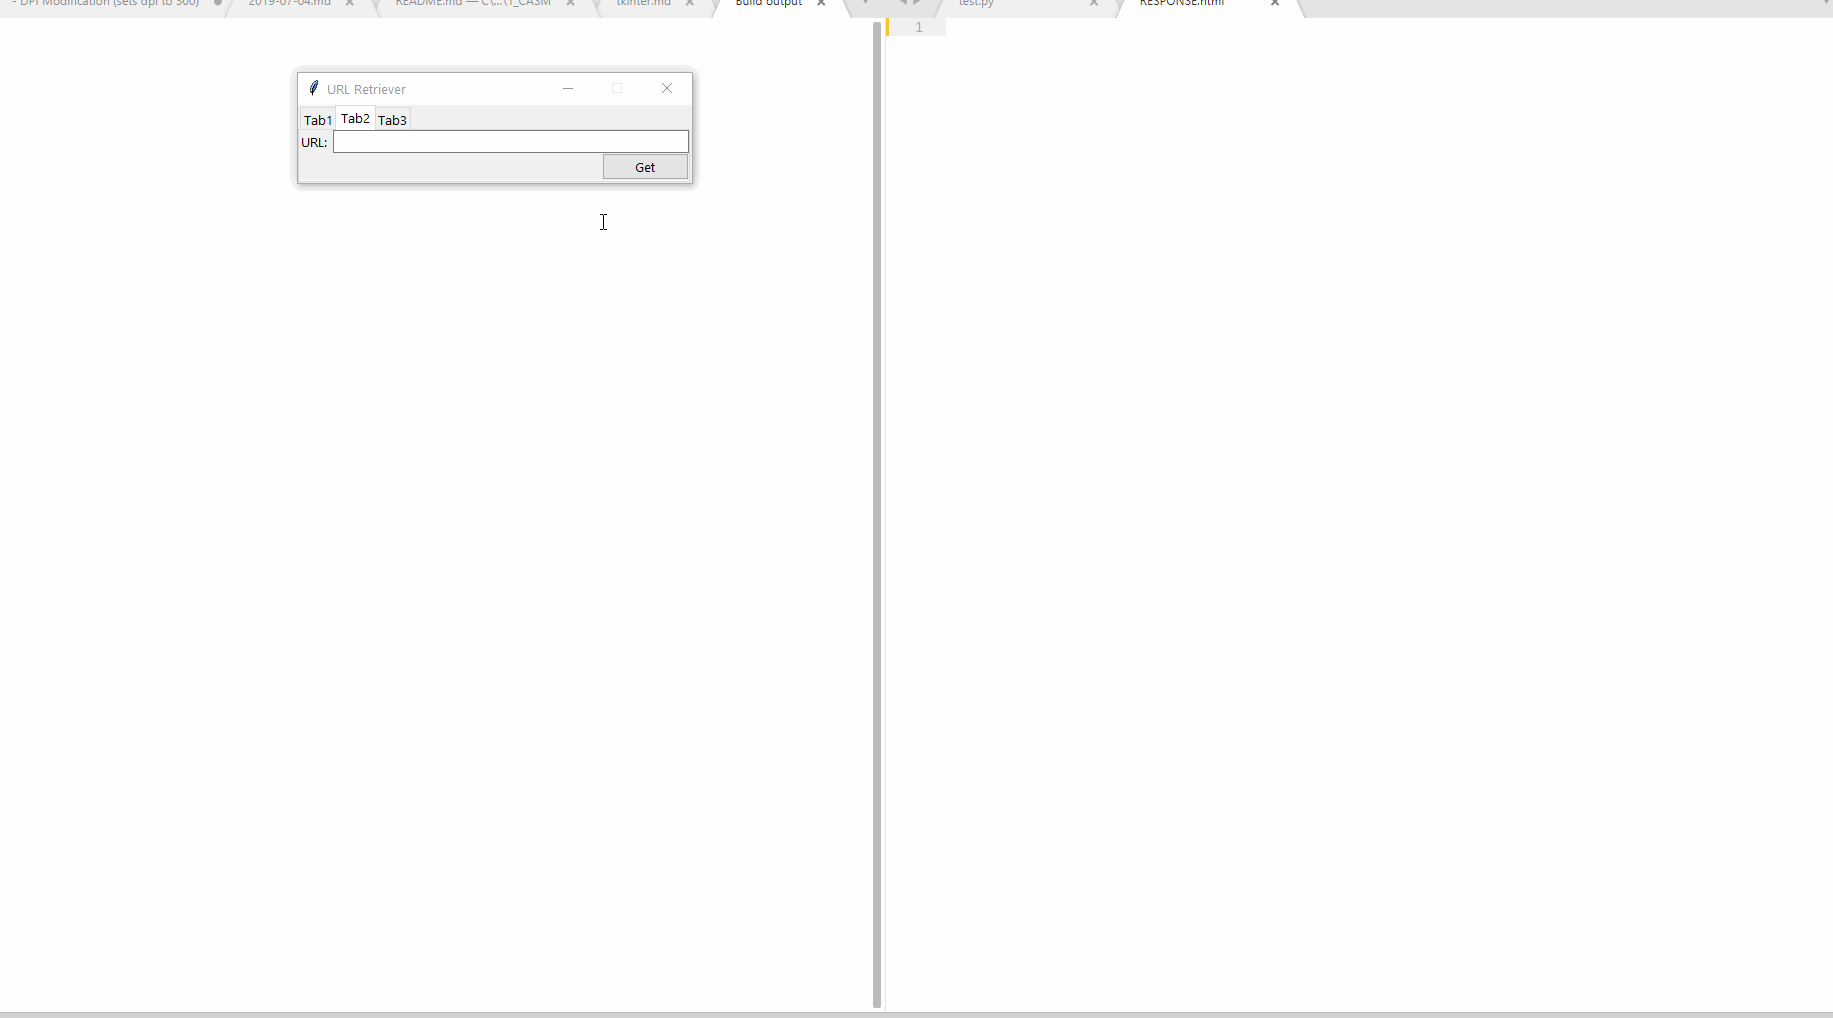 - DPI Modification (sets dpi to 300)
2019-07-04.md
README.md — C\...\T_CASM
tkinter.md
Build output
test.py
RESPONSE.html
1
URL Retriever
Tab1 Tab2 Tab3
URL:
Get